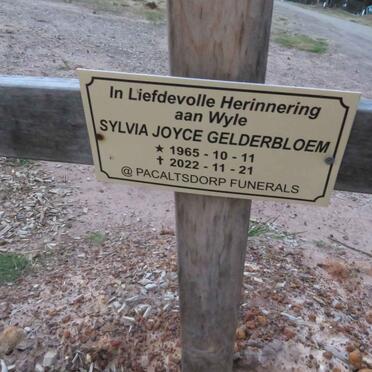 In Liefdevolle Herinnering
aan Wyle
SYLVIA JOYCE GELDERBLOEM
★ 1965 - 10 - 11
✝ 2022 - 11 - 21
@ PACALTSDORP FUNERALS